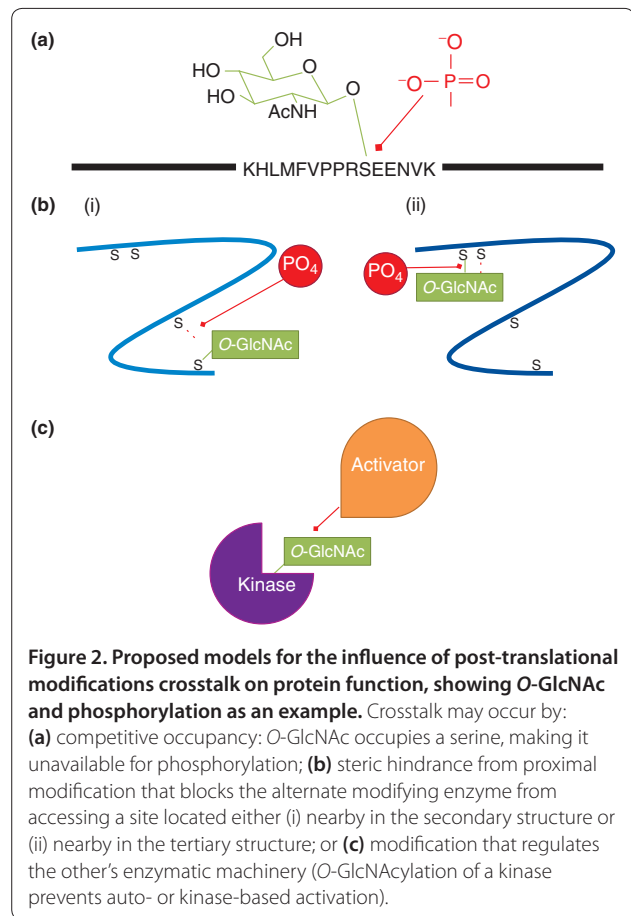 (a)
OH
HO
O
HO
AcNH
O
⁻O
⁻O—P=O
KHLMFVPPRSEENVK
(b) (i) (ii)
S S
PO4
S
S
O-GlcNAc
S S
PO4
O-GlcNAc
S
S
(c)
Activator
O-GlcNAc
Kinase
Figure 2. Proposed models for the influence of post-translational
modifications crosstalk on protein function, showing O-GlcNAc
and phosphorylation as an example. Crosstalk may occur by:
(a) competitive occupancy: O-GlcNAc occupies a serine, making it
unavailable for phosphorylation; (b) steric hindrance from proximal
modification that blocks the alternate modifying enzyme from
accessing a site located either (i) nearby in the secondary structure or
(ii) nearby in the tertiary structure; or (c) modification that regulates
the other's enzymatic machinery (O-GlcNAcylation of a kinase
prevents auto- or kinase-based activation).